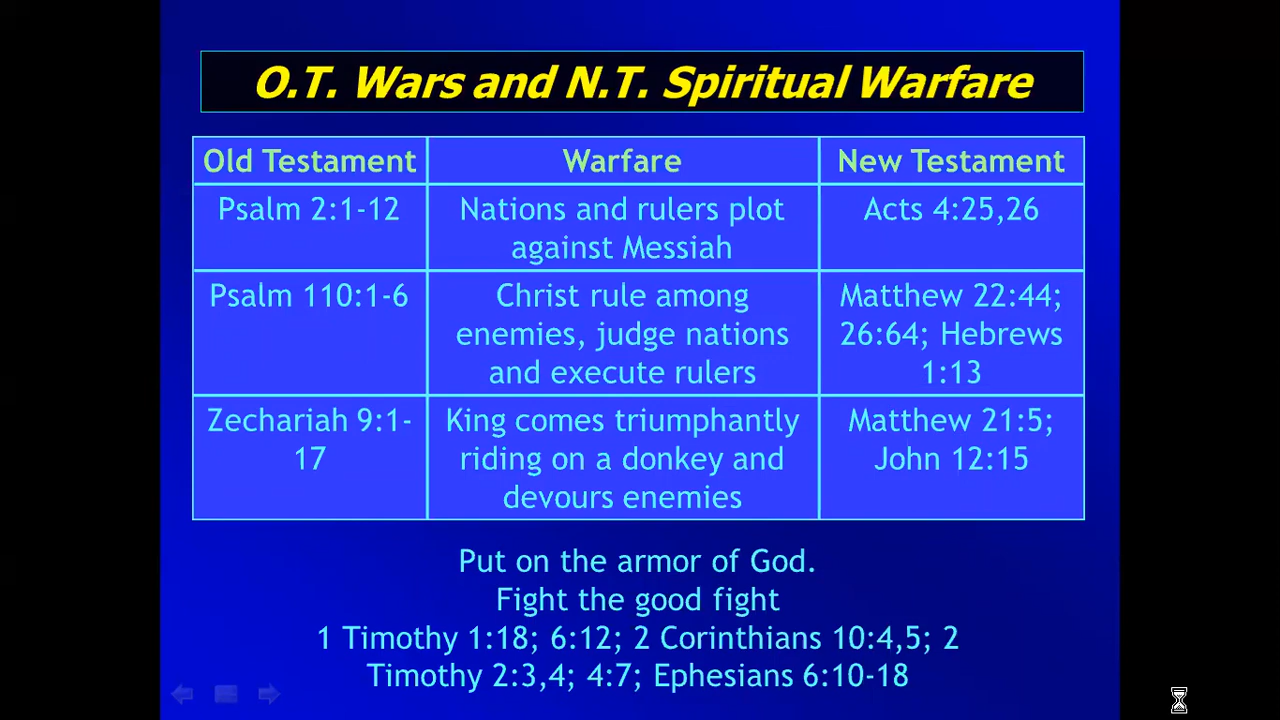 O.T. Wars and N.T. Spiritual Warfare
Old Testament
Warfare
New Testament
Psalm 2:1-12
Nations and rulers plot
against Messiah
Acts 4:25,26
Psalm 110:1-6
Christ rule among
enemies, judge nations
and execute rulers
Matthew 22:44;
26:64; Hebrews
1:13
Zechariah 9:1-
17
King comes triumphantly
riding on a donkey and
devours enemies
Matthew 21:5;
John 12:15
Put on the armor of God.
Fight the good fight
1 Timothy 1:18; 6:12; 2 Corinthians 10:4,5; 2
Timothy 2:3,4; 4:7; Ephesians 6:10-18